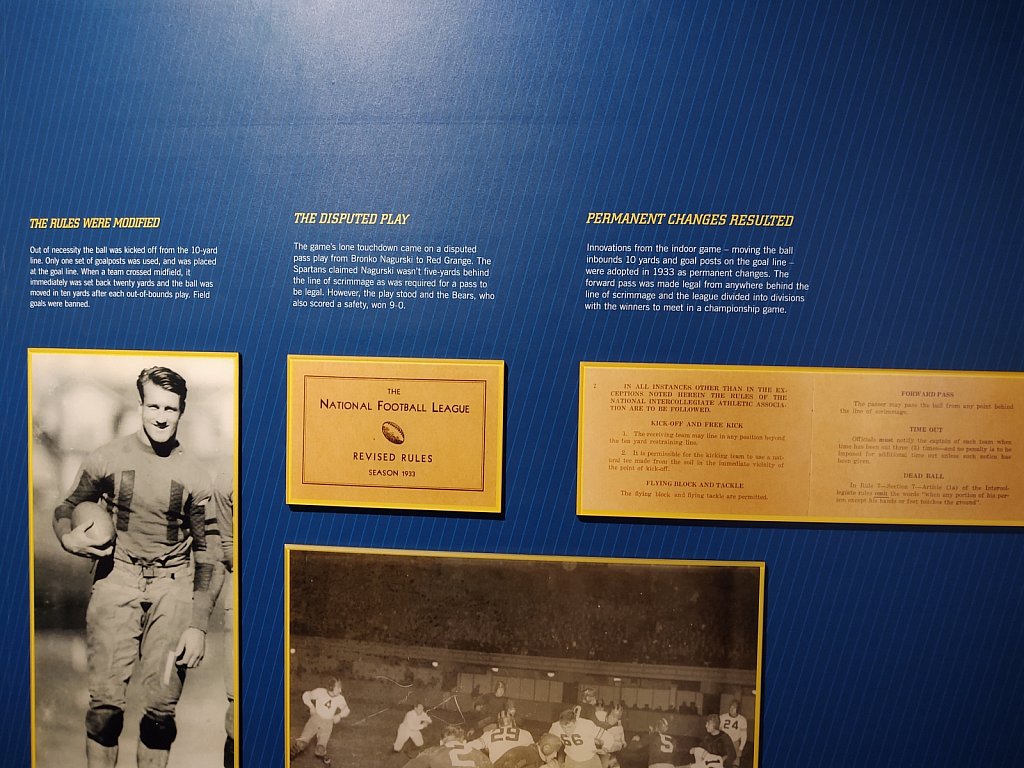 THE RULES WERE MODIFIED
Out of necessity the ball was kicked off from the 10-yard
line. Only one set of goalposts was used, and was placed
at the goal line. When a team crossed midfield, it
immediately was set back twenty yards and the ball was
moved in ten yards after each out-of-bounds play. Field
goals were banned.
THE DISPUTED PLAY
The game's lone touchdown came on a disputed
pass play from Bronko Nagurski to Red Grange. The
Spartans claimed Nagurski wasn't five-yards behind
the line of scrimmage as was required for a pass to
be legal. However, the play stood and the Bears, who
also scored a safety, won 9-0.
PERMANENT CHANGES RESULTED
Innovations from the indoor game – moving the ball
inbounds 10 yards and goal posts on the goal line –
were adopted in 1933 as permanent changes. The
forward pass was made legal from anywhere behind the
line of scrimmage and the league divided into divisions
with the winners to meet in a championship game.
THE
NATIONAL FOOTBALL LEAGUE
REVISED RULES
SEASON 1933
2
IN ALL INSTANCES OTHER THAN IN THE EX-
CEPTIONS NOTED HEREIN THE RULES OF THE
NATIONAL INTERCOLLEGIATE ATHLETIC ASSOCIA-
TION ARE TO BE FOLLOWED.
KICK-OFF AND FREE KICK
1. The receiving team may line in any position beyond
the ten yard restraining line.
2. It is permissible for the kicking team to use a nat-
ural tee made from the soil in the immediate vicinity of
the point of kick-off.
FLYING BLOCK AND TACKLE
The flying block and flying tackle are permitted.
FORWARD PASS
The passer may pass the ball from any point behind
the line of scrimmage.
TIME OUT
Officials must notify the captain of each team when
time has been out three (3) times—and no penalty is to be
imposed for additional time out unless such notice has
been given.
DEAD BALL
In Rule 7—Section 7—Article (1a) of the Intercol-
legiate rules omit the words "when any portion of his per-
son except his hands or feet touches the ground".
4
29
66
2
5
24